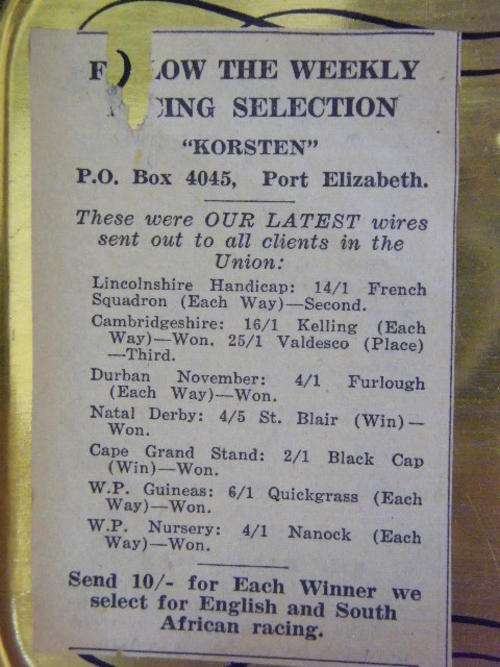 F LOW THE WEEKLY
CING SELECTION
"KORSTEN"
P.O. Box 4045, Port Elizabeth.
These were OUR LATEST wires
sent out to all clients in the
Union:
Lincolnshire Handicap: 14/1 French
Squadron (Each Way)—Second.
Cambridgeshire: 16/1 Kelling (Each
Way)—Won. 25/1 Valdesco (Place)
—Third.
Durban November: 4/1 Furlough
(Each Way)—Won.
Natal Derby: 4/5 St. Blair (Win)—
Won.
Cape Grand Stand: 2/1 Black Cap
(Win)—Won.
W.P. Guineas: 6/1 Quickgrass (Each
Way)—Won.
W.P. Nursery: 4/1 Nanock (Each
Way)—Won.
Send 10/- for Each Winner we
select for English and South
African racing.